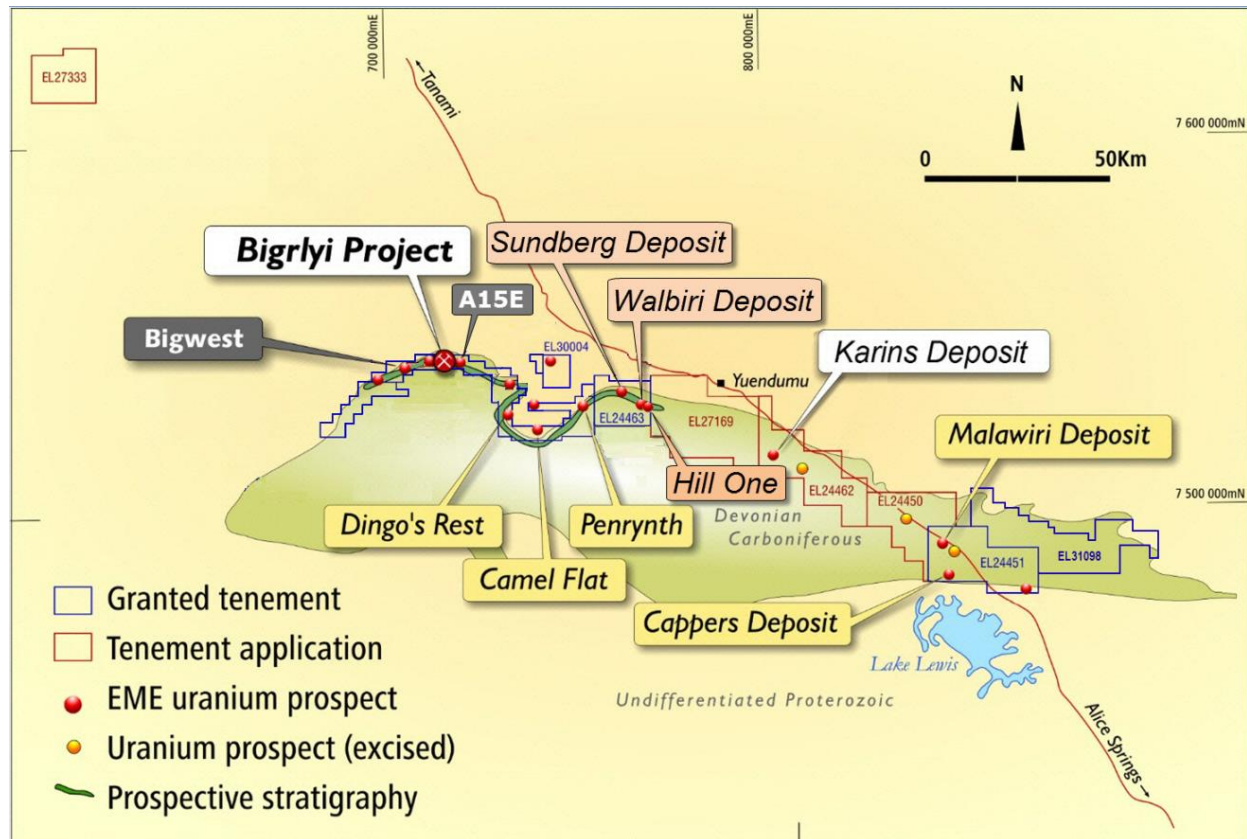 700 000mE
800 000mE
EL27333
Tanami
N
7 600 000mN
0 50Km
Sundberg Deposit
Bigrlyi Project
Walbiri Deposit
A15E
Bigwest
EL30004
Karins Deposit
Yuendumu
EL24463
EL27169
Malawiri Deposit
Hill One
EL24462
EL24450
7 500 000mN
Dingo's Rest
Penrynth
Devonian
Carboniferous
EL24451
EL31098
Camel Flat
Granted tenement
Cappers Deposit
Tenement application
Lake Lewis
EME uranium prospect
Undifferentiated Proterozoic
Uranium prospect (excised)
Alice Springs
Prospective stratigraphy